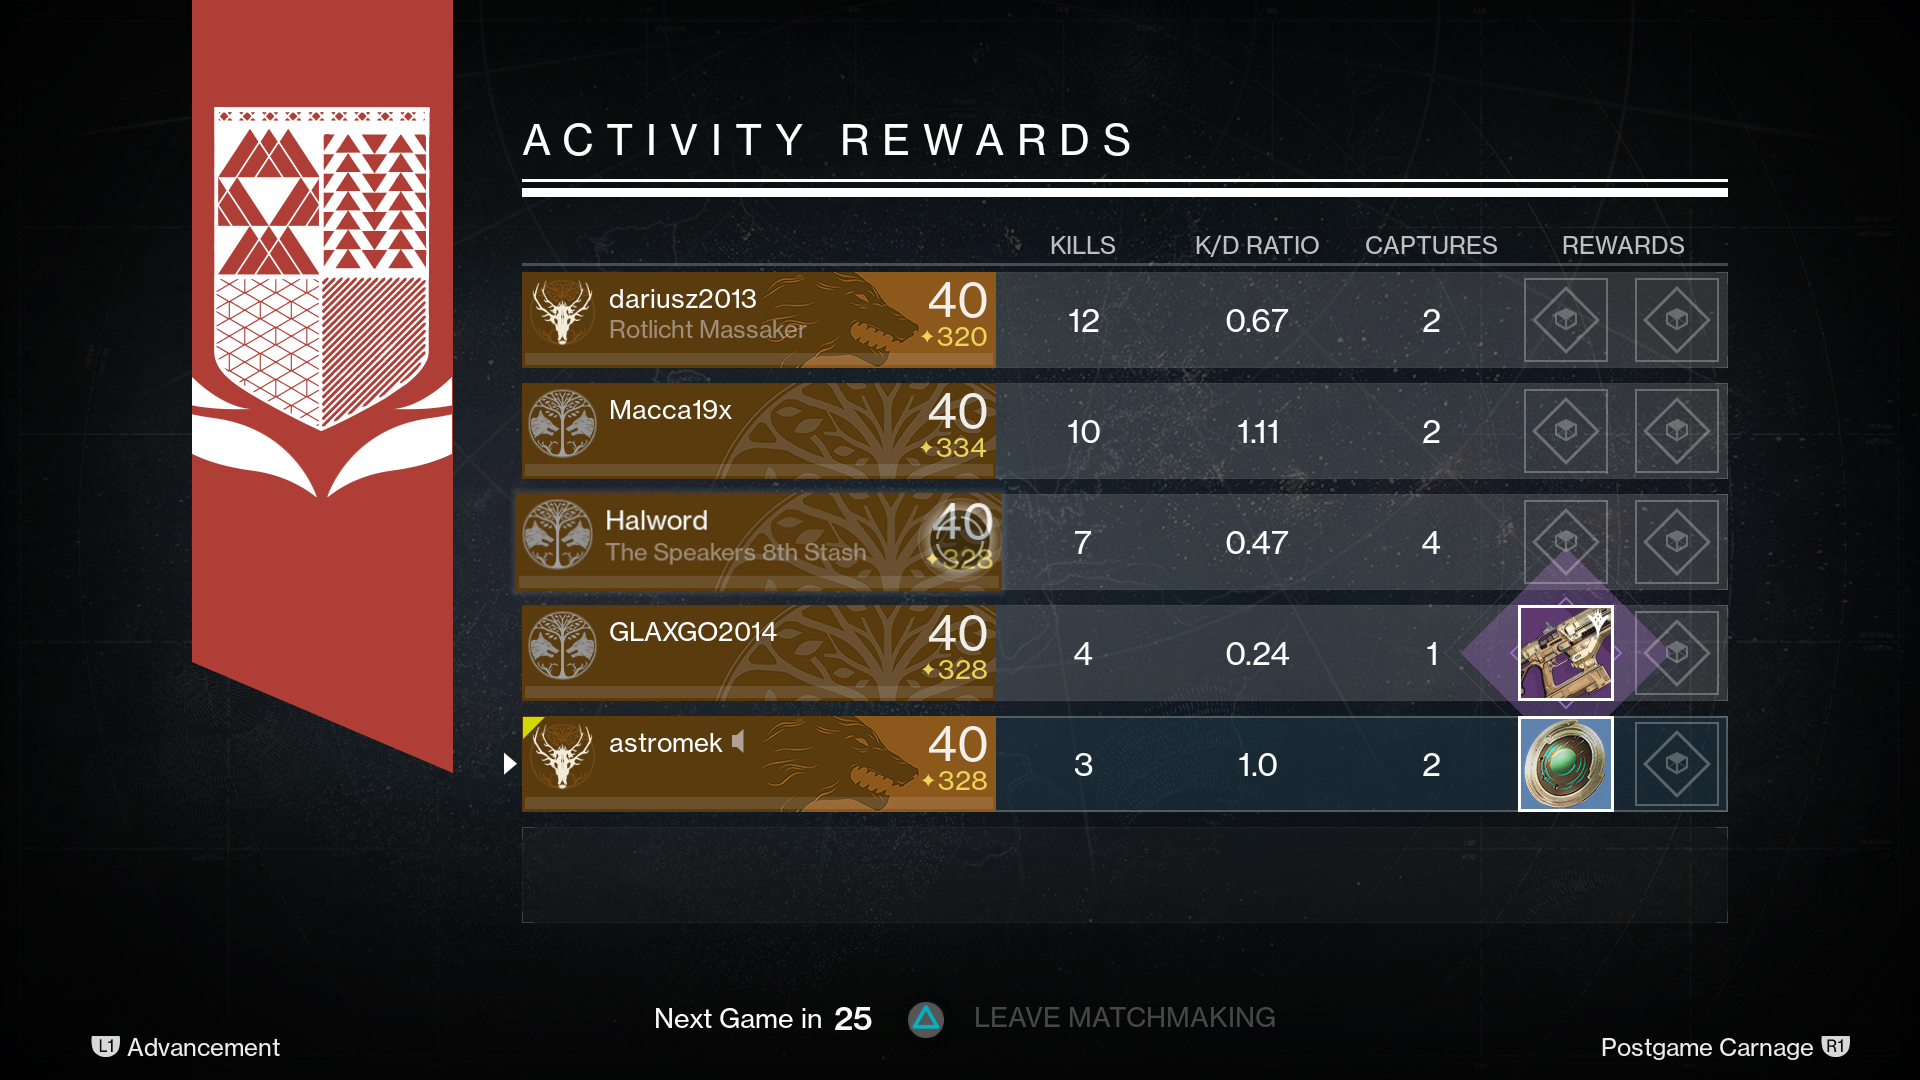 ACTIVITY REWARDS
KILLS K/D RATIO CAPTURES REWARDS
dariusz2013 40
Rotlicht Massaker 320
12 0.67 2
Macca19x 40
334
10 1.11 2
Halword 40
The Speakers 8th Stash 328
7 0.47 4
GLAXGO2014 40
328
4 0.24 1
astromek 40
328
3 1.0 2
Next Game in 25 LEAVE MATCHMAKING
L1 Advancement
Postgame Carnage R1